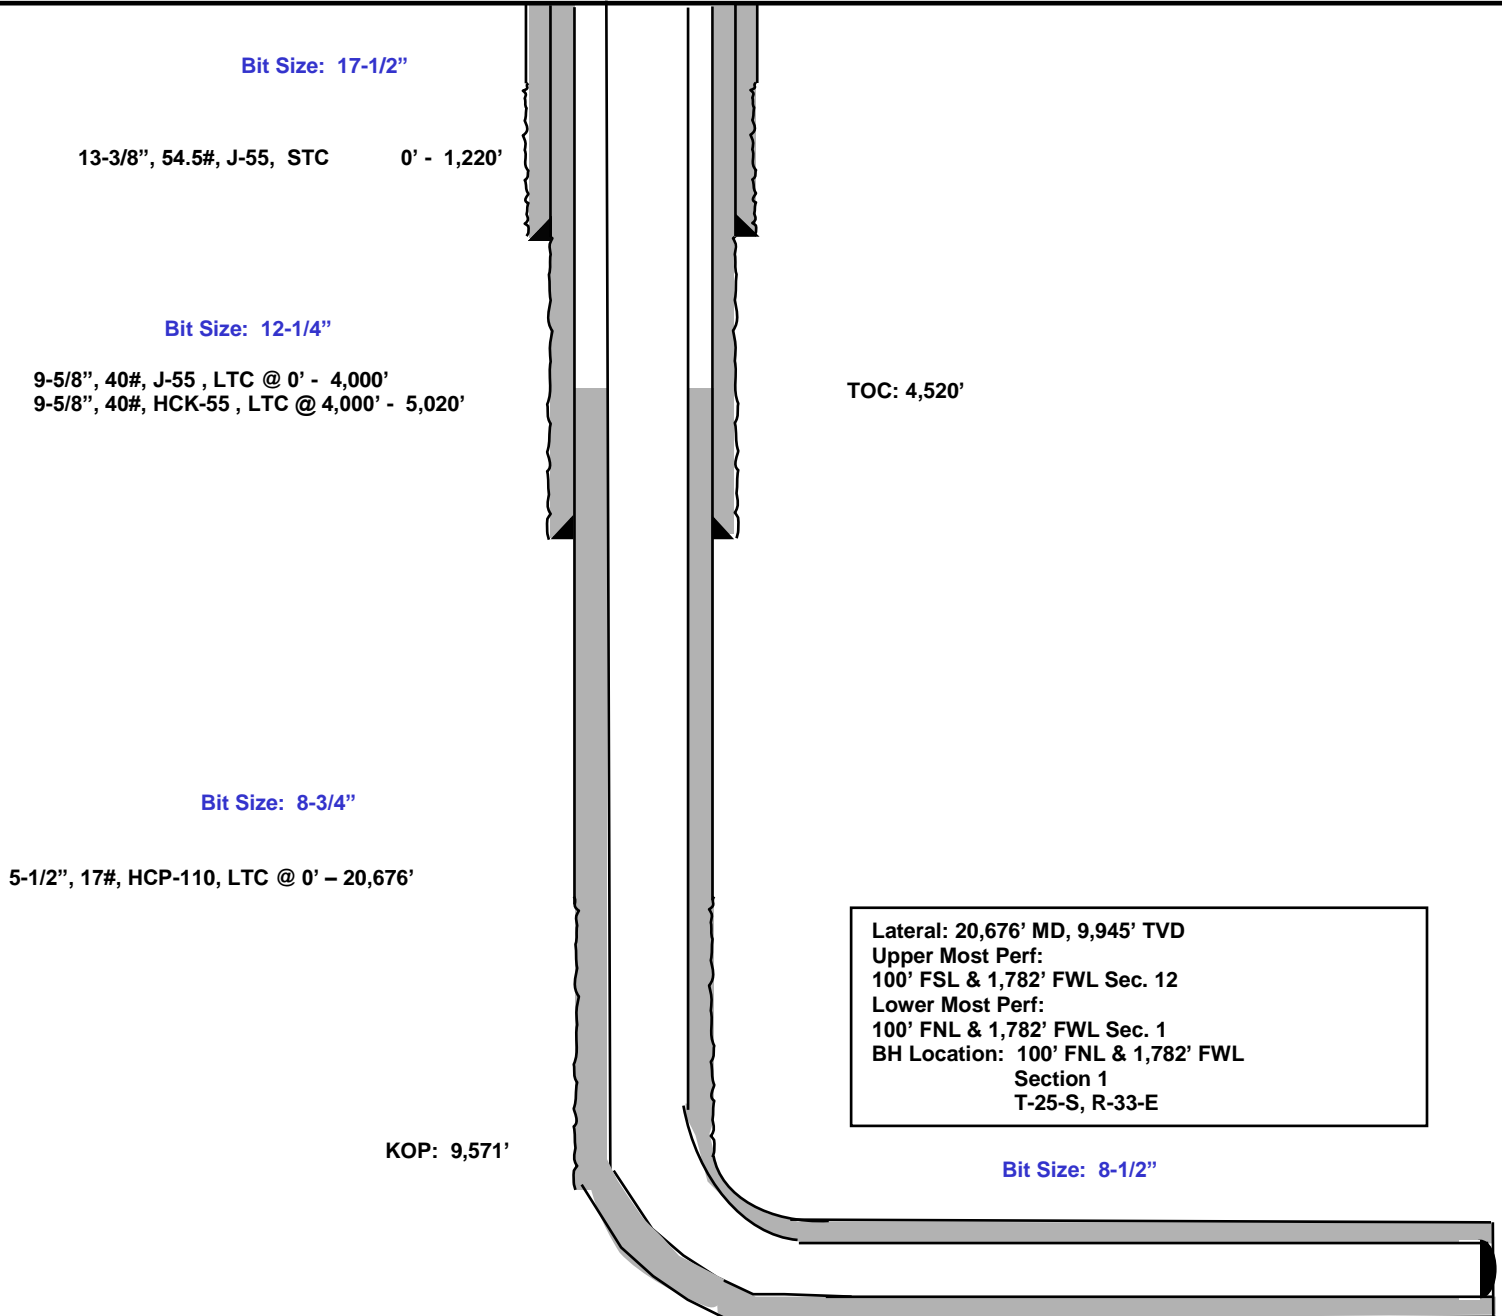 Bit Size: 17-1/2”
13-3/8”, 54.5#, J-55, STC 0’ - 1,220’
Bit Size: 12-1/4”
9-5/8”, 40#, J-55 , LTC @ 0’ - 4,000’
9-5/8”, 40#, HCK-55 , LTC @ 4,000’ - 5,020’
TOC: 4,520’
Bit Size: 8-3/4”
5-1/2”, 17#, HCP-110, LTC @ 0’ – 20,676’
Lateral: 20,676’ MD, 9,945’ TVD
Upper Most Perf:
100’ FSL & 1,782’ FWL Sec. 12
Lower Most Perf:
100’ FNL & 1,782’ FWL Sec. 1
BH Location: 100’ FNL & 1,782’ FWL
Section 1
T-25-S, R-33-E
KOP: 9,571’
Bit Size: 8-1/2”